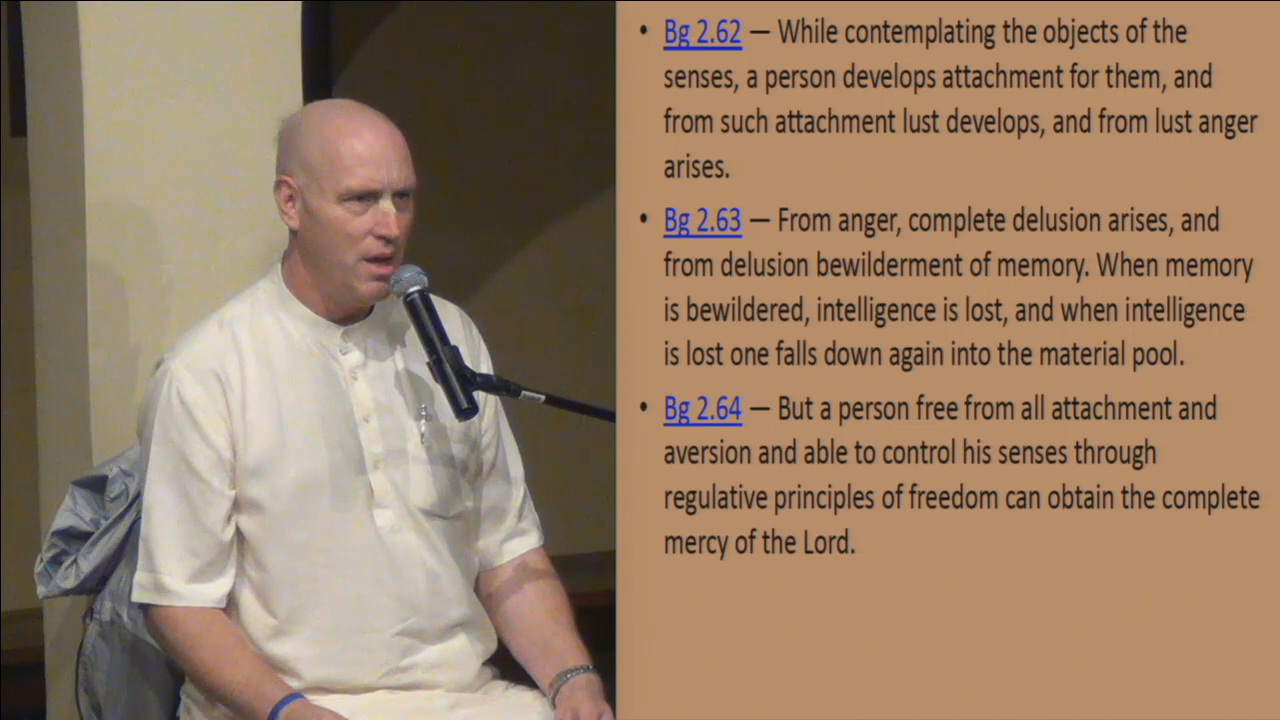 • Bg 2.62 — While contemplating the objects of the
senses, a person develops attachment for them, and
from such attachment lust develops, and from lust anger
arises.
• Bg 2.63 — From anger, complete delusion arises, and
from delusion bewilderment of memory. When memory
is bewildered, intelligence is lost, and when intelligence
is lost one falls down again into the material pool.
• Bg 2.64 — But a person free from all attachment and
aversion and able to control his senses through
regulative principles of freedom can obtain the complete
mercy of the Lord.